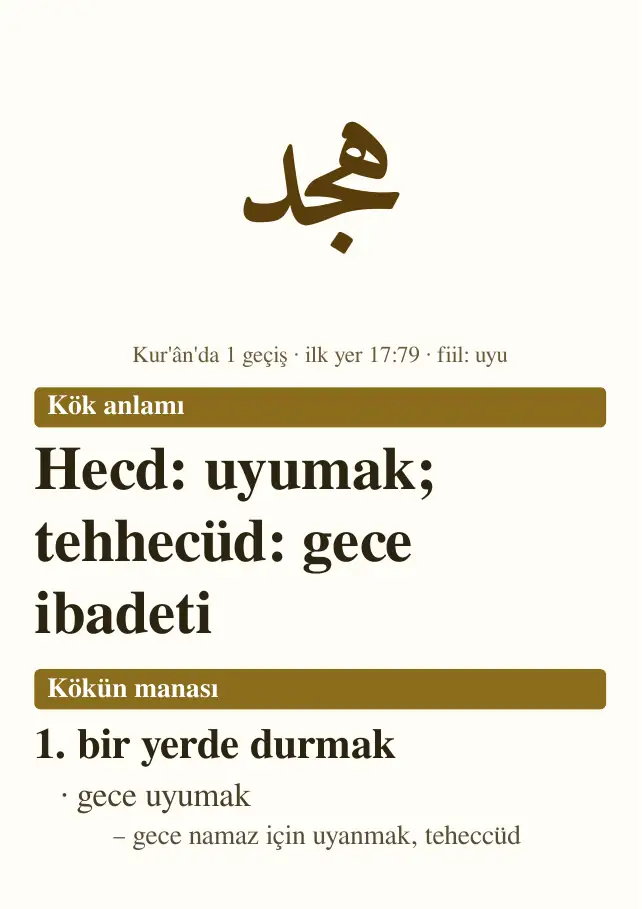 هجد
Kur'ân'da 1 geçiş · ilk yer 17:79 · fiil: uyu
Kök anlamı
Hecd: uyumak;
tehhecüd: gece
ibadeti
Kökün manası
1. bir yerde durmak
· gece uyumak
– gece namaz için uyanmak, teheccüd